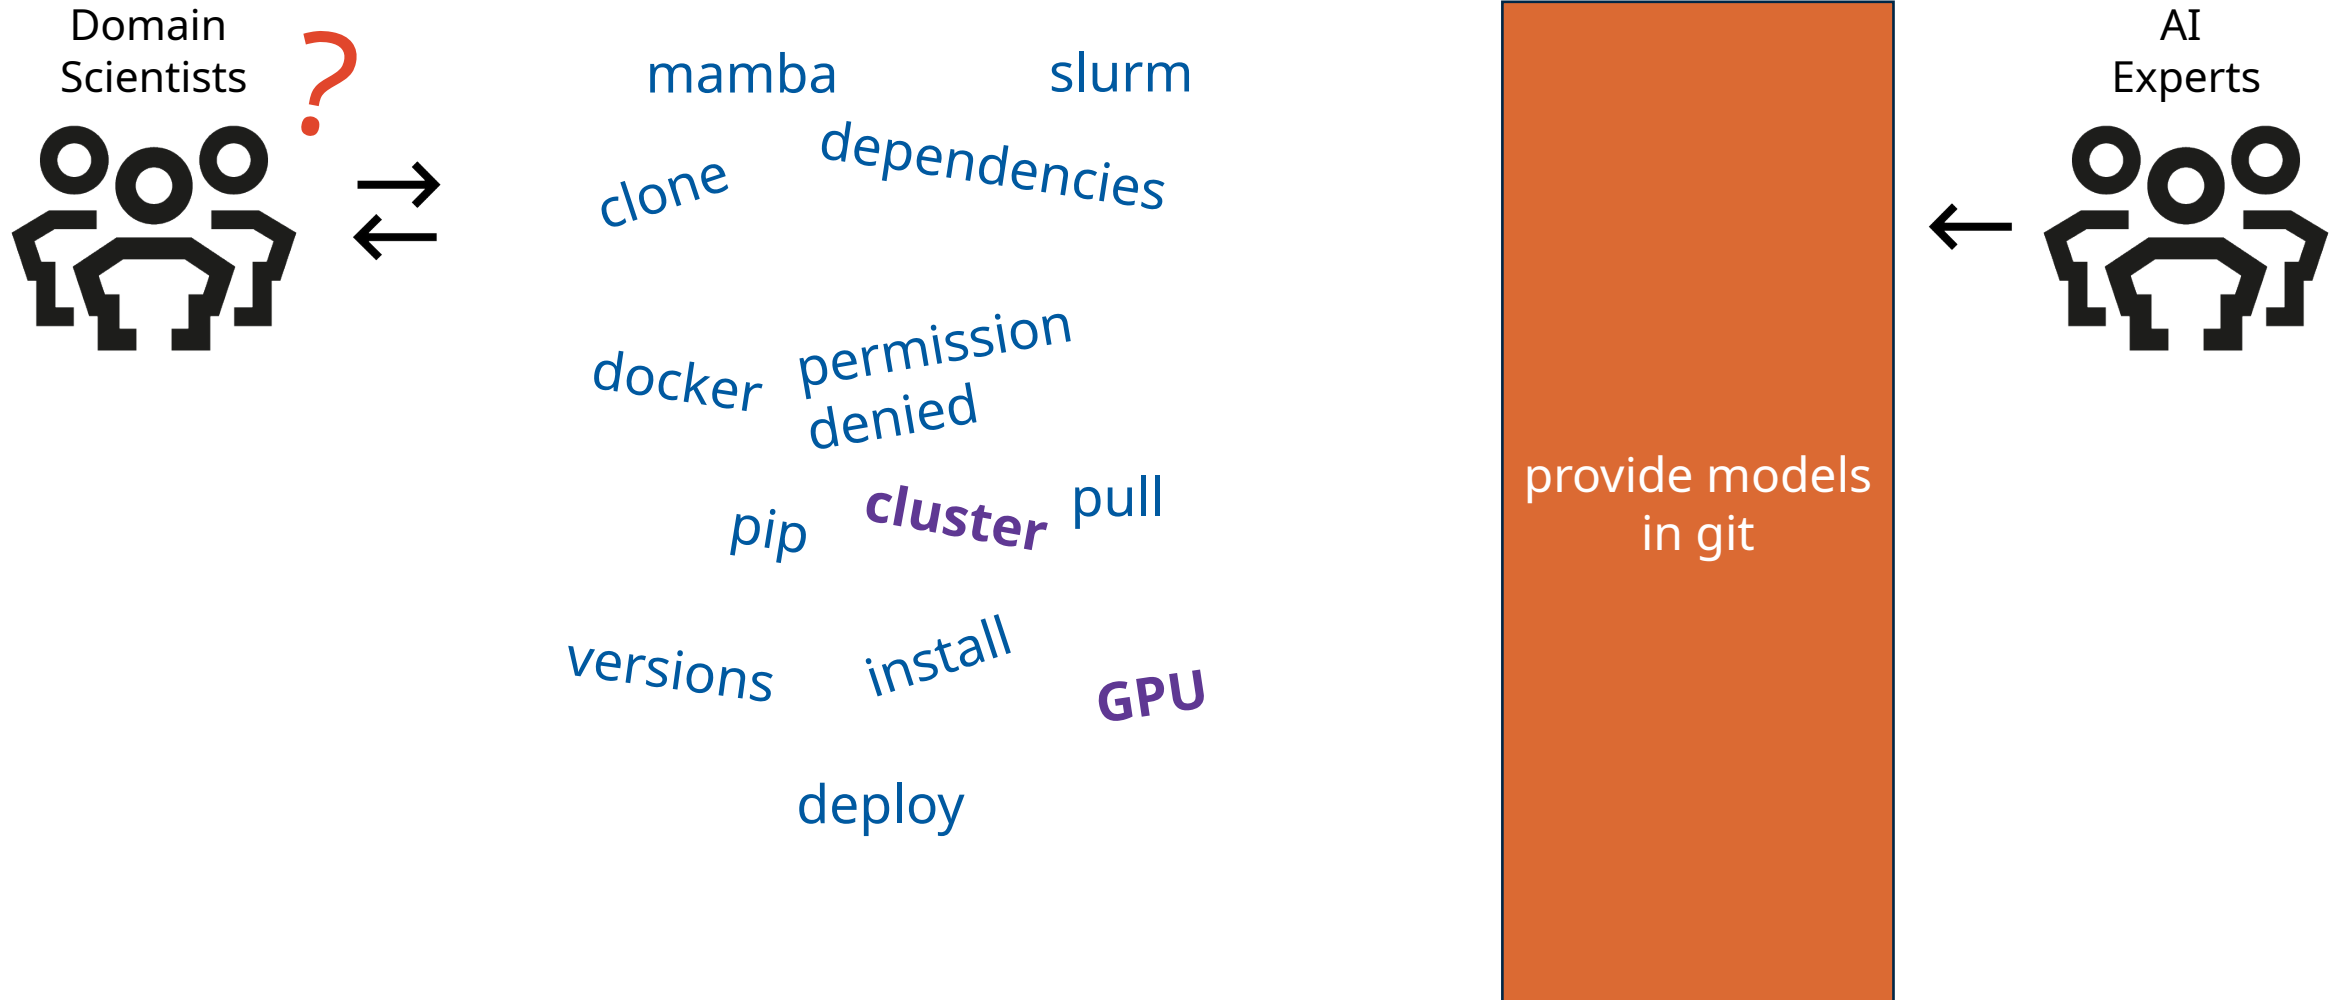 Domain
Scientists
?
mamba
slurm
dependencies
clone
permission
denied
docker
cluster
pull
pip
versions
install
GPU
deploy
provide models
in git
AI
Experts